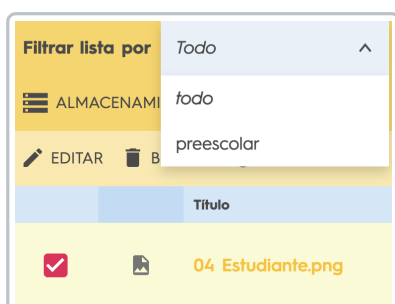 Filtrar lista por Todo
ALMACENAMI todo
preescolar
EDITAR B
Título
04 Estudiante.png